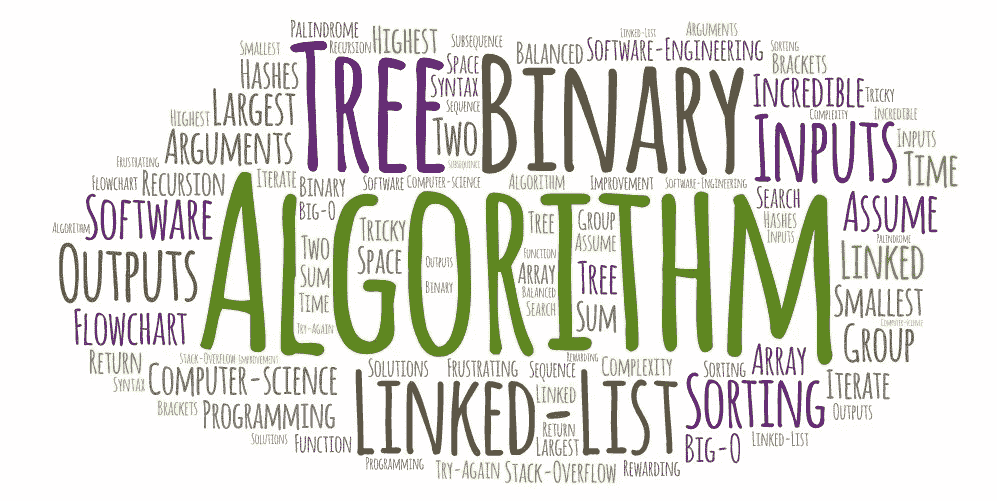 Palindrome
Linked-List
Arguments
Smallest
Recursion
Highest
Subsequence
Balanced
Software-Engineering
Sorting
Brackets
Hashes
Tree
Space
Syntax
Binary
Incredible
Tricky
Largest
Sequence
Complexity
Incredible
Highest
Arguments
Two
Inputs
Inputs
Time
Frustrating
Subsequence
Flowchart
Recursion
Iterate
Binary
Software
Computer-science
Algorithm
Improvement
Software-Engineering
Search
Assume
Algorithm
Software
Big-O
Algorithm
Tricky
Tree
Group
Hashes
Inputs
Palindrome
Outputs
Two
Space
Outputs
Function
Assume
Linked
Sum
Binary
Array
Tree
Balanced
Time
Search
Sum
Smallest
Flowchart
Try-Again
Computer-Science
Group
Return
Stack-Overflow
Improvement
Solutions
Frustrating
Sequence
Rewarding
Complexity
Sorting
Array
Syntax
Computer-science
Linked-List
Linked
Sorting
Iterate
Brackets
Programming
Return
Outputs
Solutions
Function
Largest
Big-O
Linked-List
Programming
Try-Again
Stack-Overflow
Rewarding